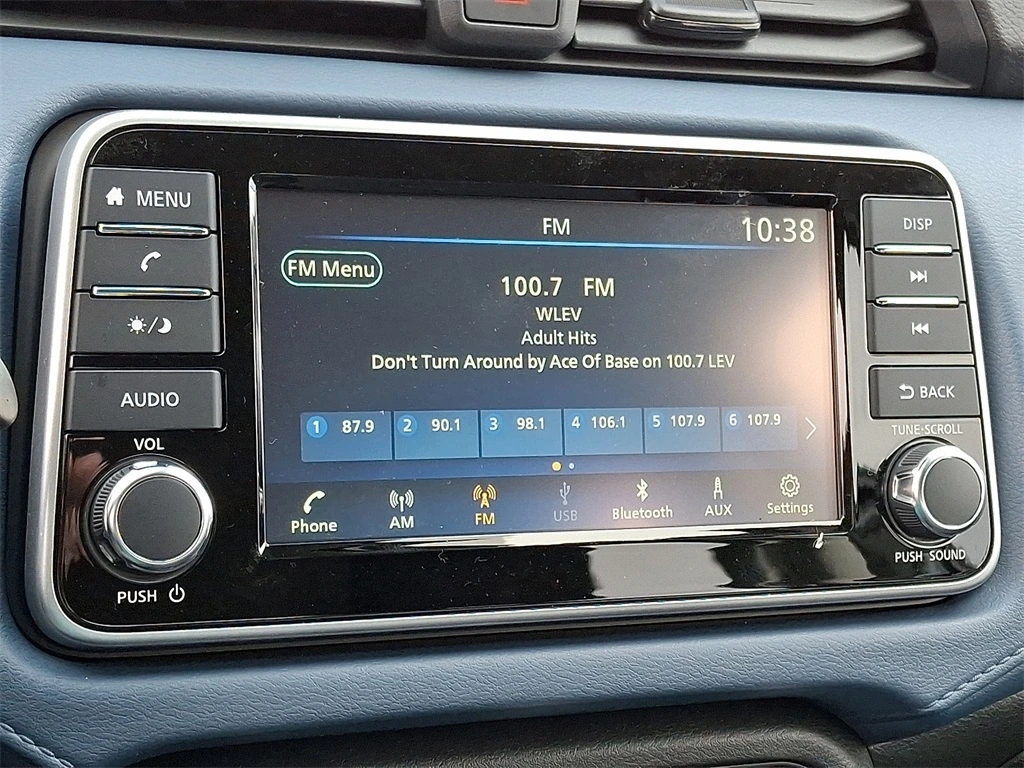 MENU
AUDIO
VOL
PUSH
FM
10:38
FM Menu
100.7 FM
WLEV
Adult Hits
Don't Turn Around by Ace Of Base on 100.7 LEV
1 87.9 2 90.1 3 98.1 4 106.1 5 107.9 6 107.9
Phone AM FM USB Bluetooth AUX Settings
DISP
BACK
TUNE·SCROLL
PUSH SOUND